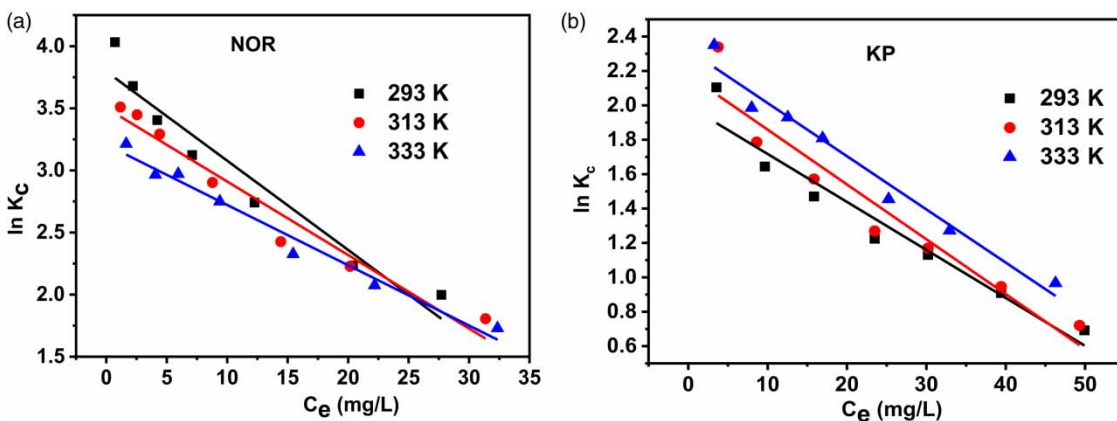 (a)
NOR
293 K
313 K
333 K
ln K_C
4.0
3.5
3.0
2.5
2.0
1.5
0 5 10 15 20 25 30 35
C_e (mg/L)
(b)
KP
293 K
313 K
333 K
ln K_c
2.4
2.2
2.0
1.8
1.6
1.4
1.2
1.0
0.8
0.6
0 10 20 30 40 50
C_e (mg/L)